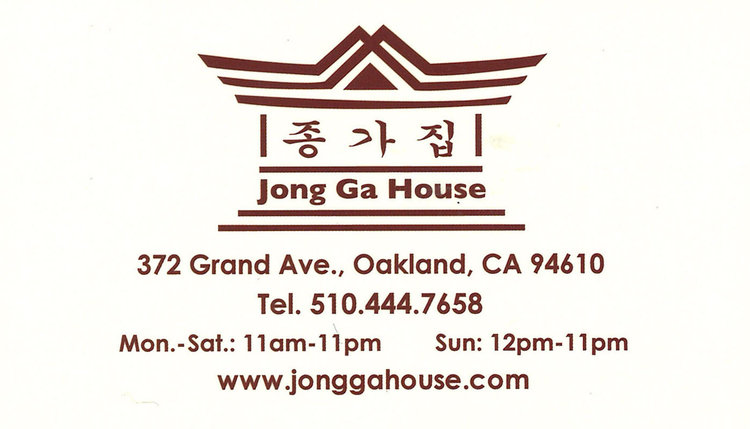 종가집
Jong Ga House
372 Grand Ave., Oakland, CA 94610
Tel. 510.444.7658
Mon.-Sat.: 11am-11pm Sun: 12pm-11pm
www.jonggahouse.com